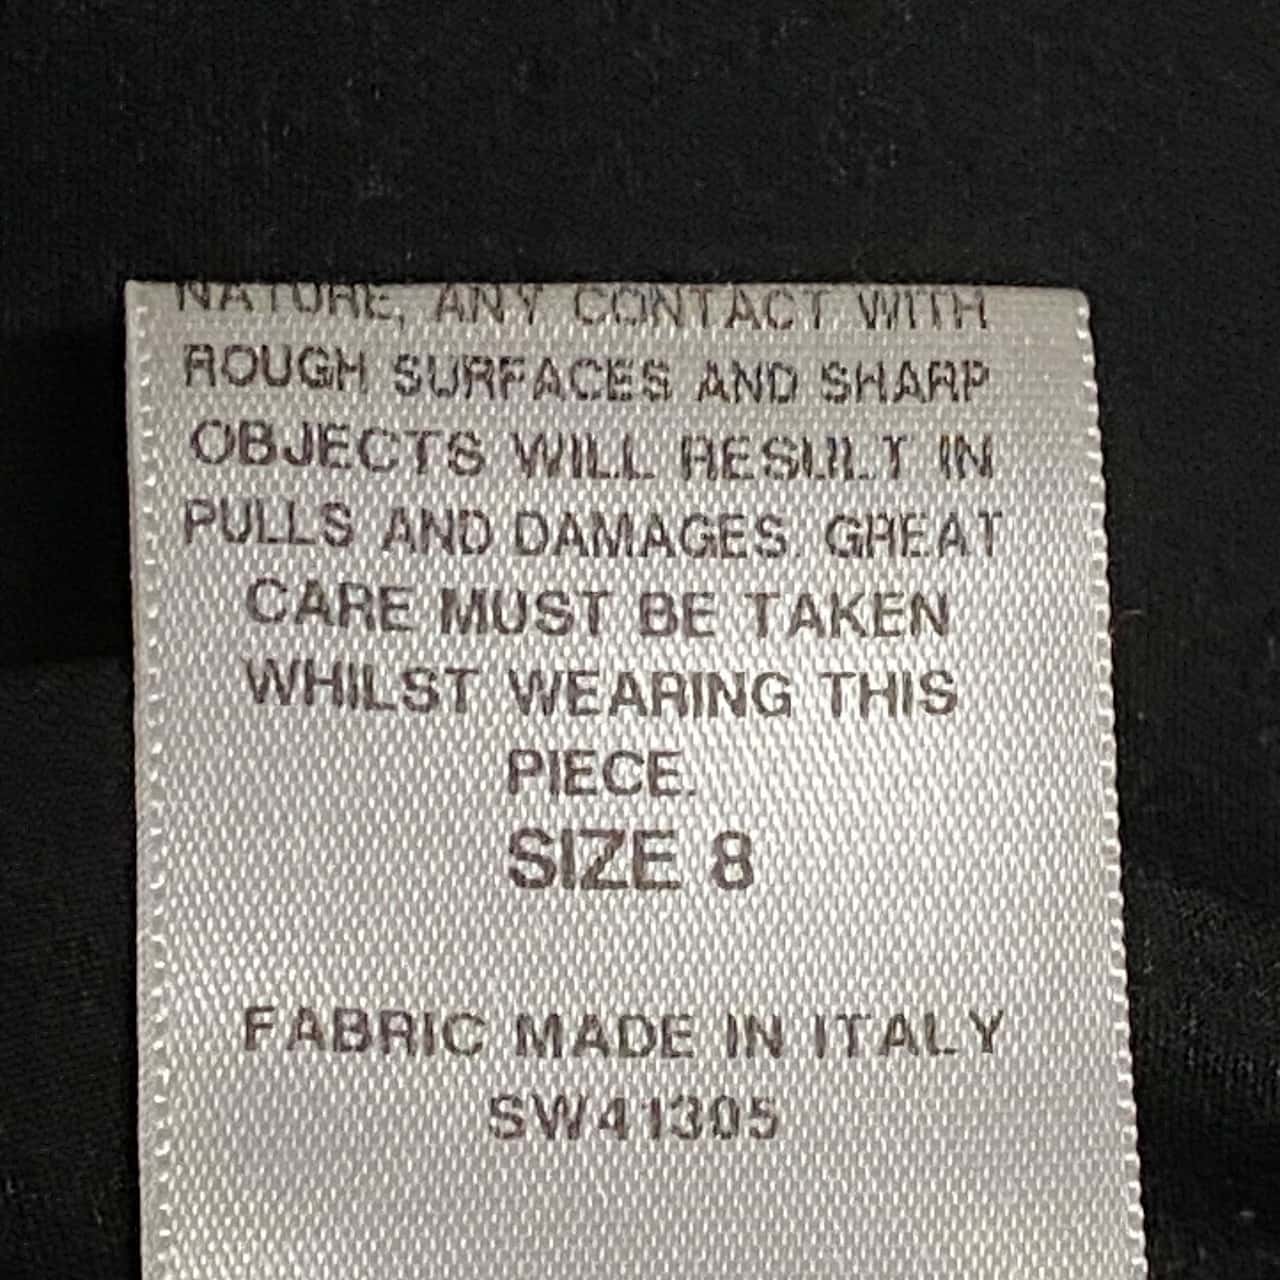 NATURE, ANY CONTACT WITH
ROUGH SURFACES AND SHARP
OBJECTS WILL RESULT IN
PULLS AND DAMAGES. GREAT
CARE MUST BE TAKEN
WHILST WEARING THIS
PIECE.
SIZE 8
FABRIC MADE IN ITALY
SW41305